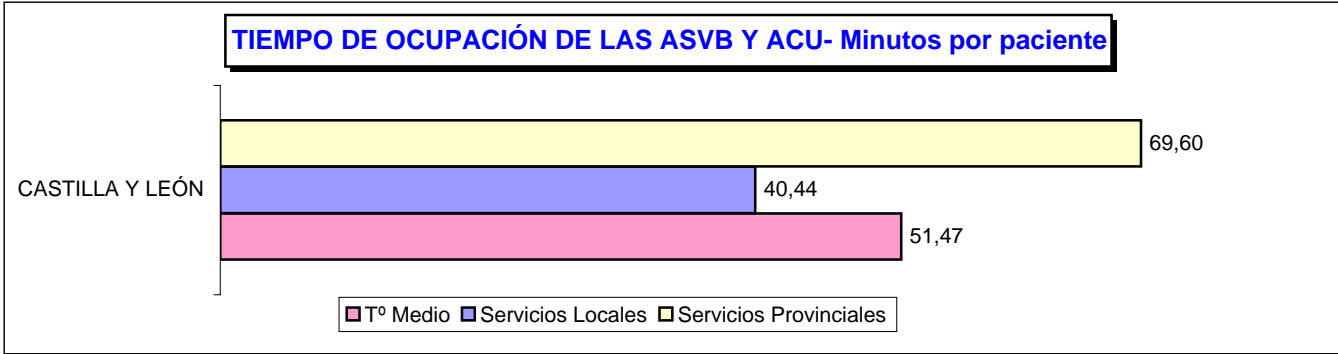 TIEMPO DE OCUPACIÓN DE LAS ASVB Y ACU- Minutos por paciente
69,60
CASTILLA Y LEÓN
40,44
51,47
Tº Medio Servicios Locales Servicios Provinciales